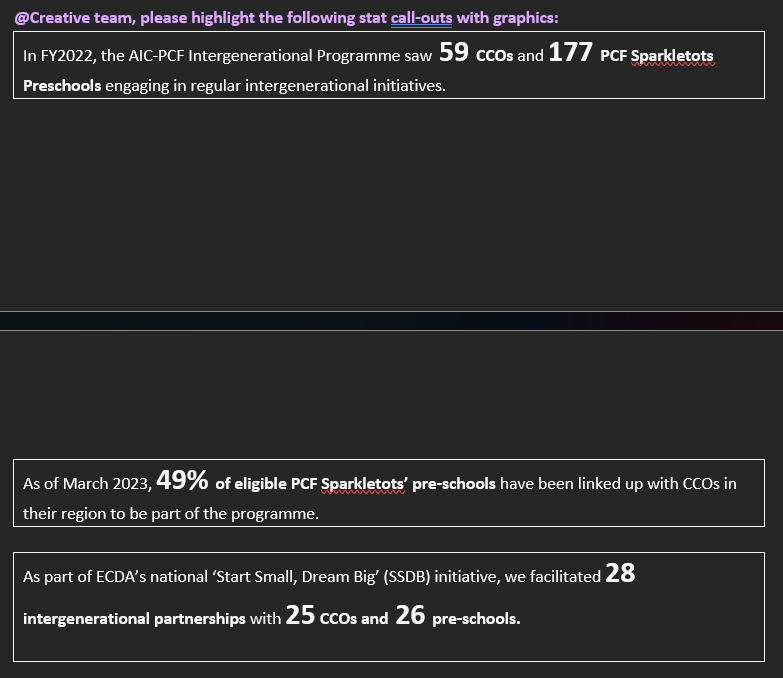 @Creative team, please highlight the following stat call-outs with graphics:
In FY2022, the AIC-PCF Intergenerational Programme saw 59 CCOs and 177 PCF Sparkletots
Preschools engaging in regular intergenerational initiatives.
As of March 2023, 49% of eligible PCF Sparkletots’ pre-schools have been linked up with CCOs in
their region to be part of the programme.
As part of ECDA’s national ‘Start Small, Dream Big’ (SSDB) initiative, we facilitated 28
intergenerational partnerships with 25 CCOs and 26 pre-schools.